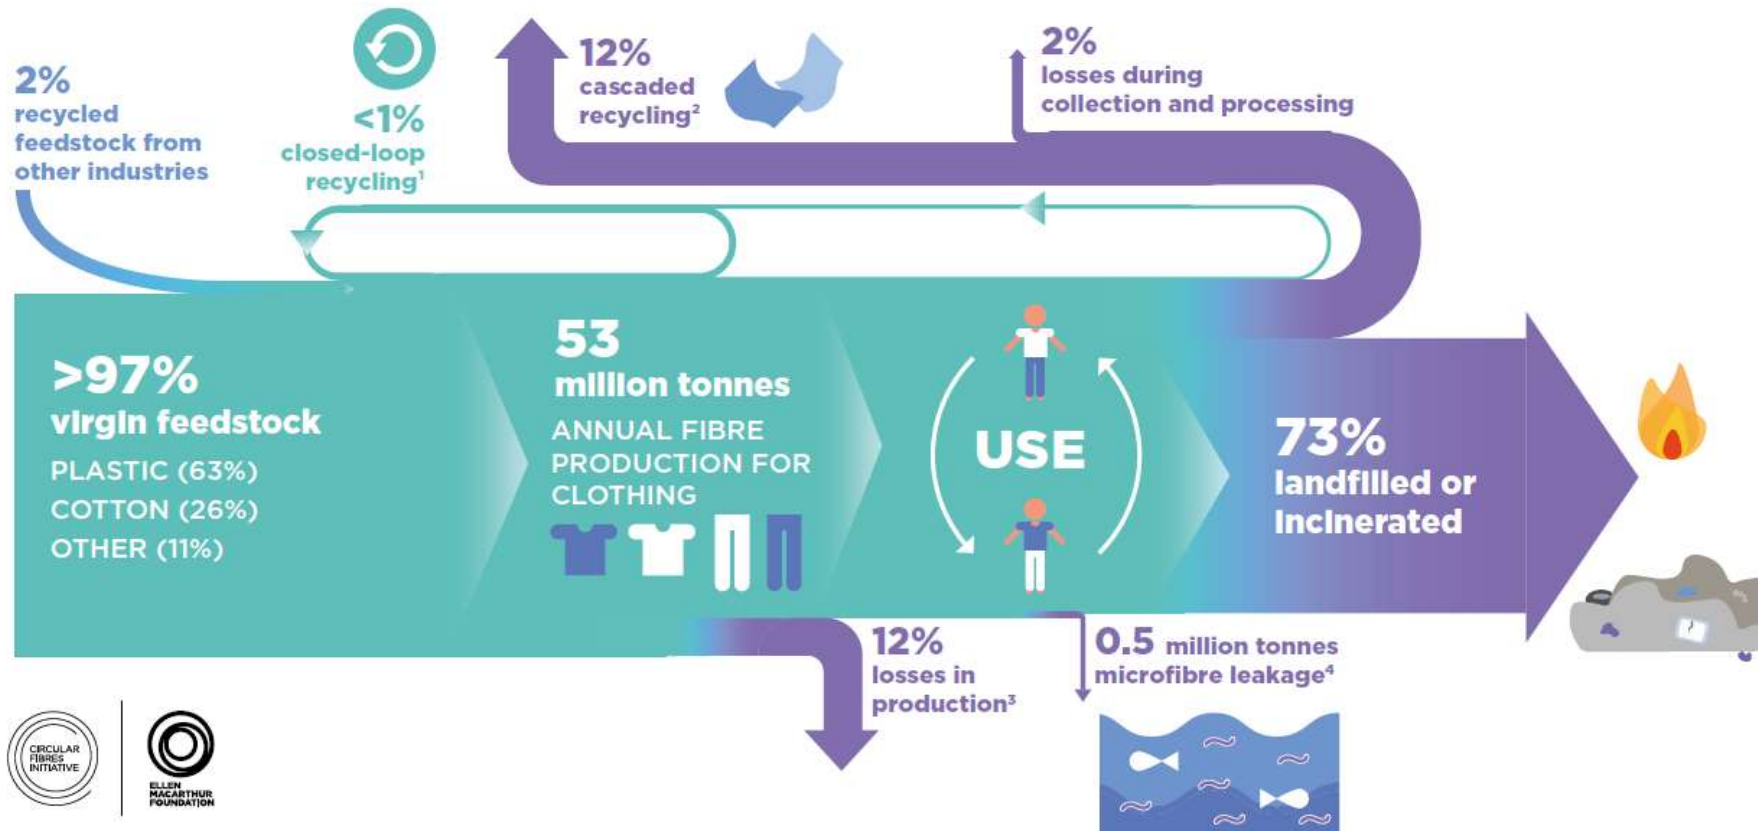 2%
recycled
feedstock from
other industries
<1%
closed-loop
recycling¹
12%
cascaded
recycling²
2%
losses during
collection and processing
>97%
virgin feedstock
PLASTIC (63%)
COTTON (26%)
OTHER (11%)
53
million tonnes
ANNUAL FIBRE
PRODUCTION FOR
CLOTHING
USE
73%
landfilled or
incinerated
12%
losses in
production³
0.5 million tonnes
microfibre leakage⁴
CIRCULAR
FIBRES
INITIATIVE
ELLEN
MACARTHUR
FOUNDATION